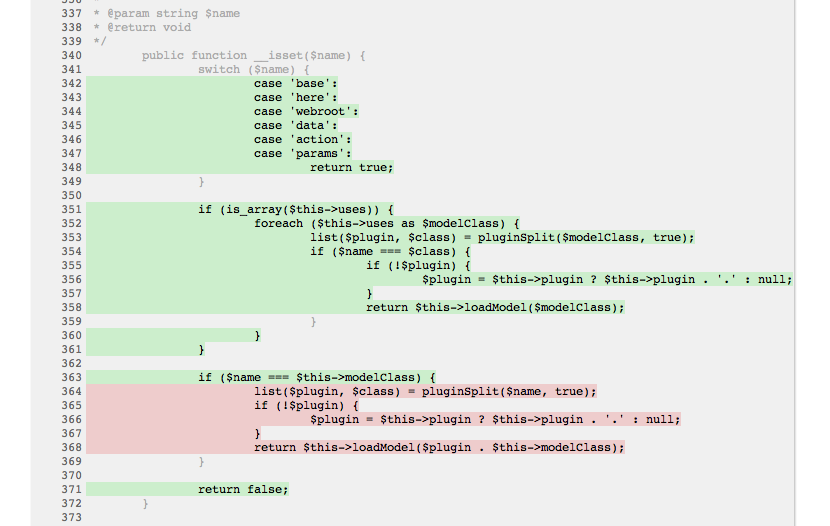 337 * @param string $name
338 * @return void
339 */
340 public function __isset($name) {
341 switch ($name) {
342 case 'base':
343 case 'here':
344 case 'webroot':
345 case 'data':
346 case 'action':
347 case 'params':
348 return true;
349 }
350
351 if (is_array($this->uses)) {
352 foreach ($this->uses as $modelClass) {
353 list($plugin, $class) = pluginSplit($modelClass, true);
354 if ($name === $class) {
355 if (!$plugin) {
356 $plugin = $this->plugin ? $this->plugin . '.' : null;
357 }
358 return $this->loadModel($modelClass);
359 }
360 }
361 }
362
363 if ($name === $this->modelClass) {
364 list($plugin, $class) = pluginSplit($name, true);
365 if (!$plugin) {
366 $plugin = $this->plugin ? $this->plugin . '.' : null;
367 }
368 return $this->loadModel($plugin . $this->modelClass);
369 }
370
371 return false;
372 }
373